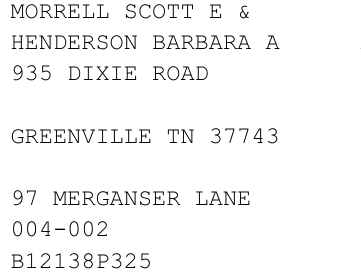 MORRELL SCOTT E &
HENDERSON BARBARA A
935 DIXIE ROAD
GREENVILLE TN 37743
97 MERGANSER LANE
004-002
B12138P325